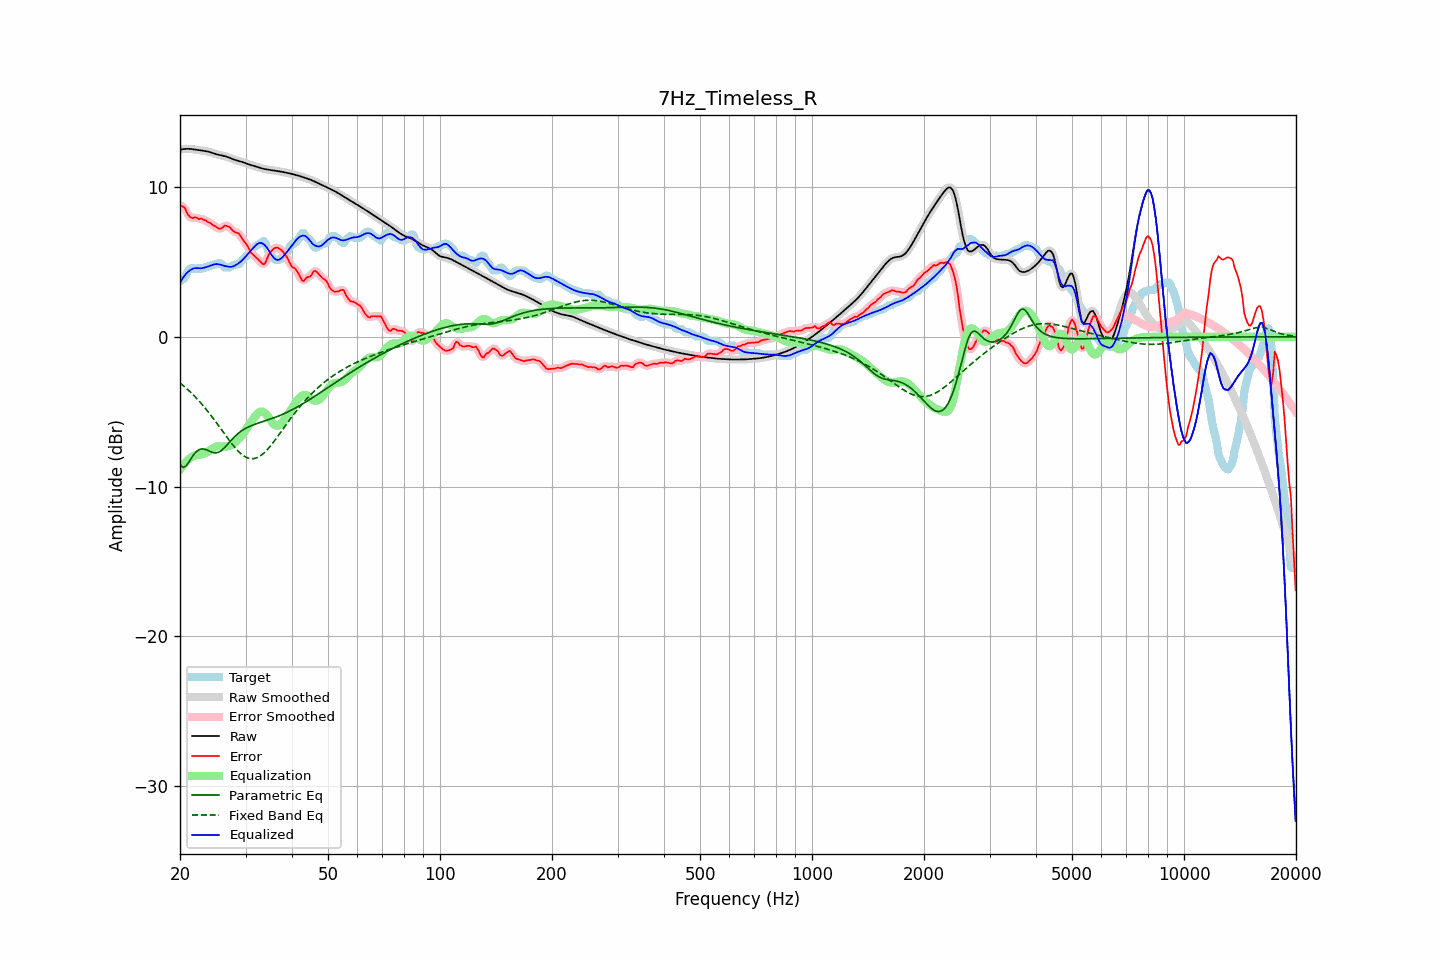 7Hz_Timeless_R
10
0
−10
−20
−30
Amplitude (dBr)
Target
Raw Smoothed
Error Smoothed
Raw
Error
Equalization
Parametric Eq
Fixed Band Eq
Equalized
20 50 100 200 500 1000 2000 5000 10000 20000
Frequency (Hz)